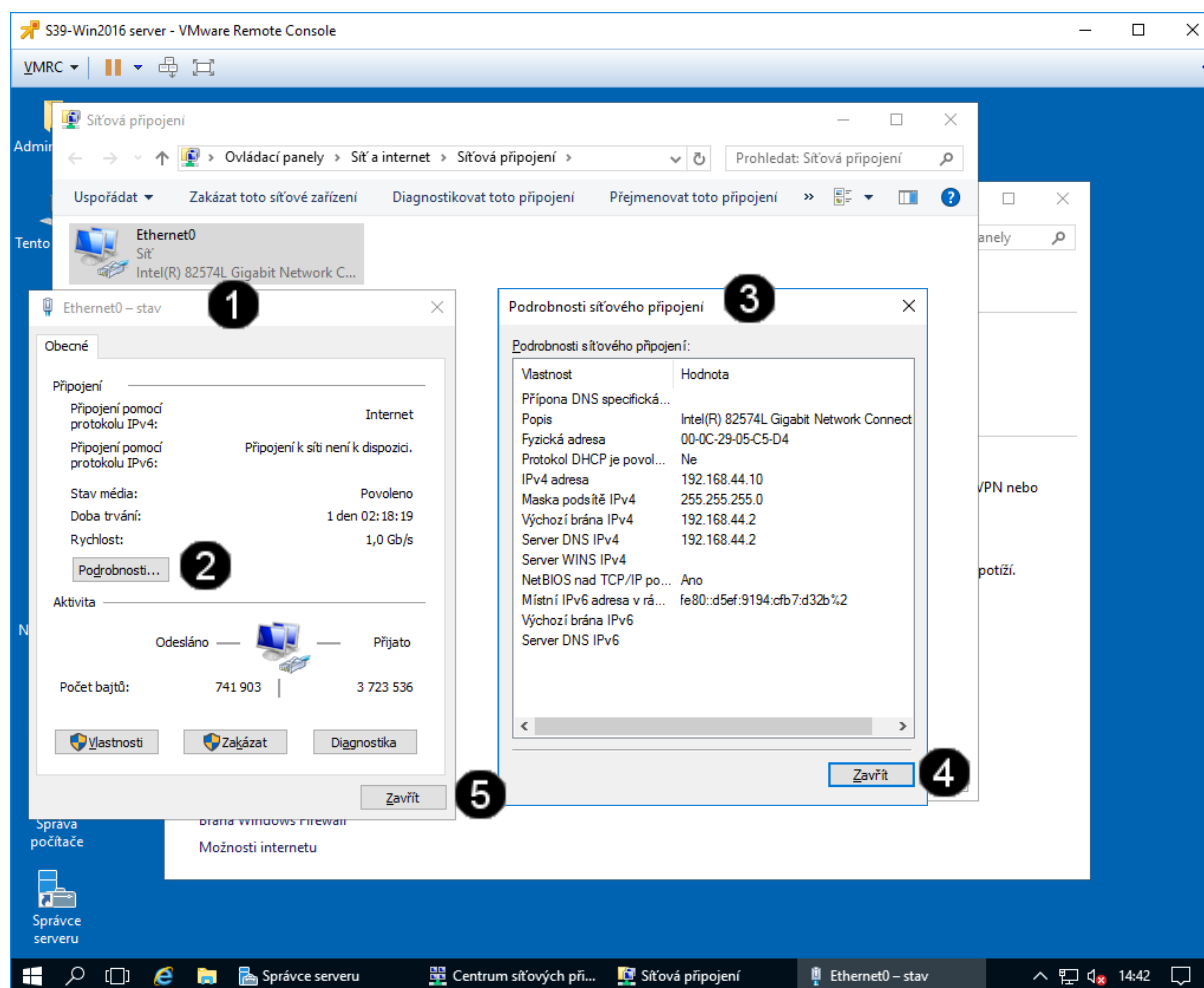 S39-Win2016 server - VMware Remote Console
VMRC
Síťová připojení
Ovládací panely > Síť a internet > Síťová připojení >
Prohledat: Síťová připojení
Uspořádat
Zakázat toto síťové zařízení
Diagnostikovat toto připojení
Přejmenovat toto připojení
»
Tento
anely
Ethernet0
Síť
Intel(R) 82574L Gigabit Network C...
Ethernet0 – stav
1
Obecné
Připojení
Připojení pomocí
protokolu IPv4:
Internet
Připojení pomocí
protokolu IPv6:
Připojení k síti není k dispozici.
Stav média:
Povoleno
Doba trvání:
1 den 02:18:19
Rychlost:
1,0 Gb/s
Podrobnosti...
2
Aktivita
Odesláno
Přijato
Počet bajtů:
741 903
3 723 536
Vlastnosti
Zakázat
Diagnostika
Zavřít
5
Podrobnosti síťového připojení
3
Podrobnosti síťového připojení:
Vlastnost Hodnota
Přípona DNS specifická...
Popis Intel(R) 82574L Gigabit Network Connect
Fyzická adresa 00-0C-29-05-C5-D4
Protokol DHCP je povol... Ne
IPv4 adresa 192.168.44.10
Maska podsítě IPv4 255.255.255.0
Výchozí brána IPv4 192.168.44.2
Server DNS IPv4 192.168.44.2
Server WINS IPv4
NetBIOS nad TCP/IP po... Ano
Místní IPv6 adresa v rá... fe80::d5ef:9194:cfb7:d32b%2
Výchozí brána IPv6
Server DNS IPv6
Zavřít
4
VPN nebo
potíží.
Brána Windows Firewall
Možnosti internetu
Správa
počítače
Správce
serveru
Správce serveru
Centrum síťových při...
Síťová připojení
Ethernet0 – stav
14:42